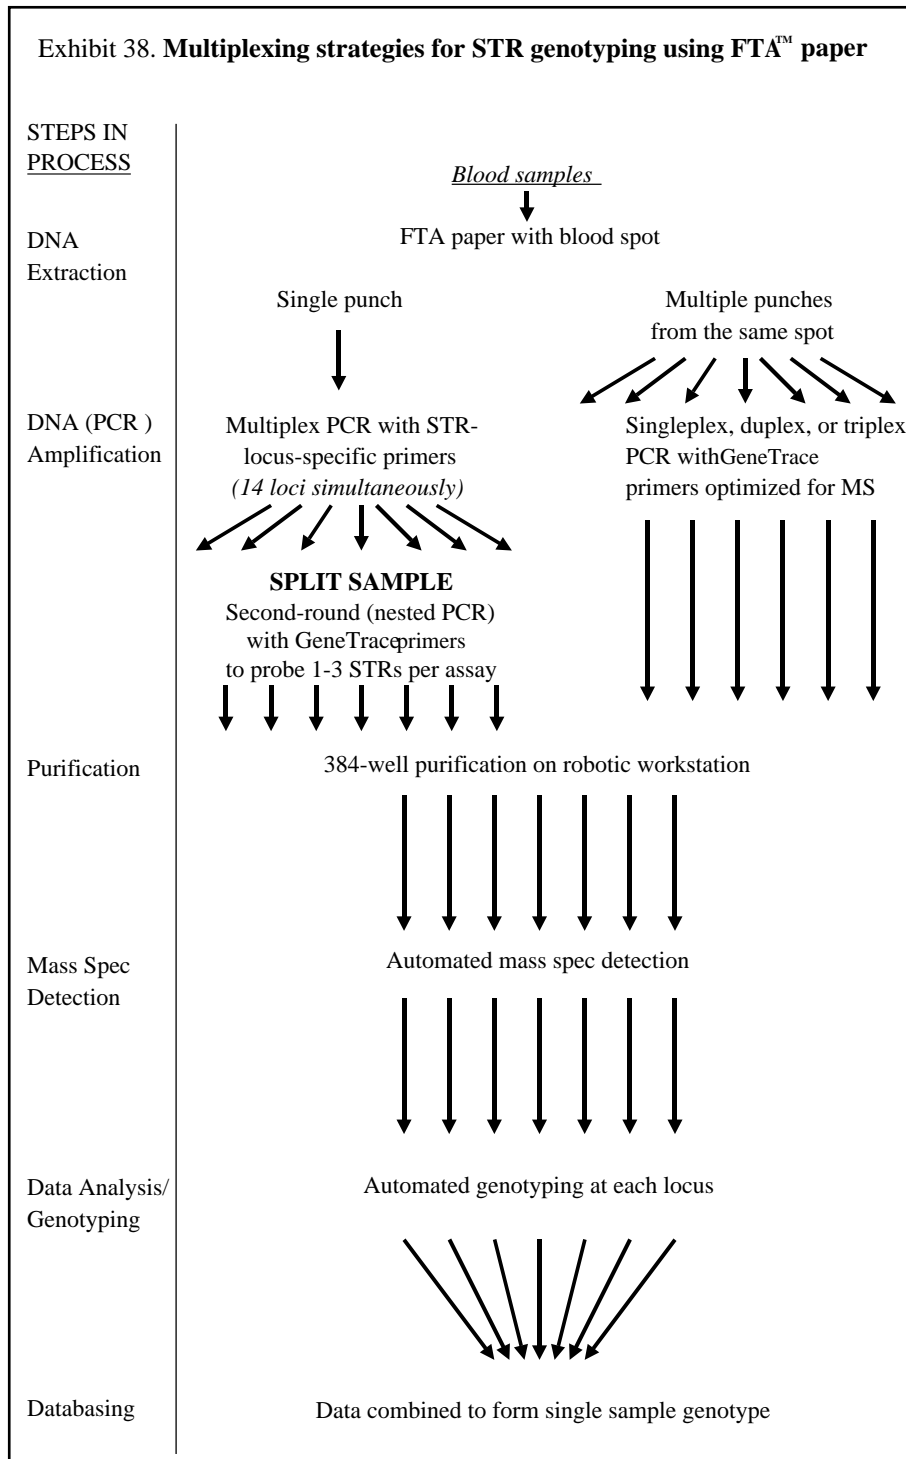 Exhibit 38. Multiplexing strategies for STR genotyping using FTA™ paper
STEPS IN
PROCESS
Blood samples
DNA
Extraction
FTA paper with blood spot
Single punch
Multiple punches
from the same spot
DNA (PCR )
Amplification
Multiplex PCR with STR-
locus-specific primers
(14 loci simultaneously)
Singleplex, duplex, or triplex
PCR withGeneTrace
primers optimized for MS
SPLIT SAMPLE
Second-round (nested PCR)
with GeneTraceprimers
to probe 1-3 STRs per assay
Purification
384-well purification on robotic workstation
Mass Spec
Detection
Automated mass spec detection
Data Analysis/
Genotyping
Automated genotyping at each locus
Databasing
Data combined to form single sample genotype